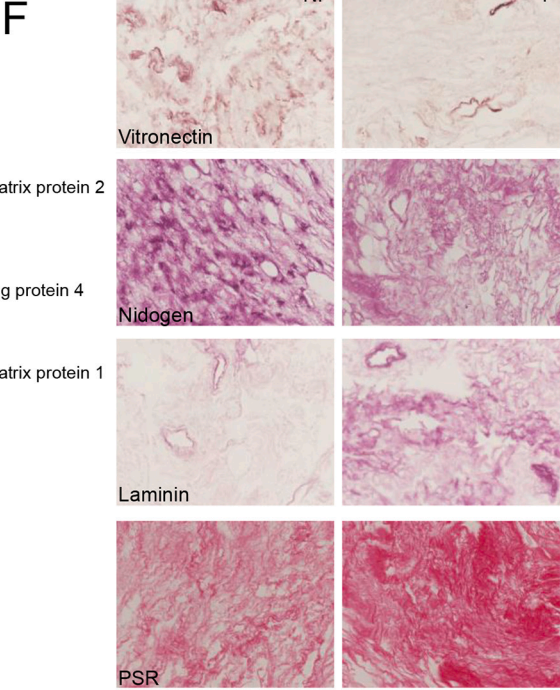 F
Vitronectin
atrix protein 2
Nidogen
g protein 4
atrix protein 1
Laminin
PSR